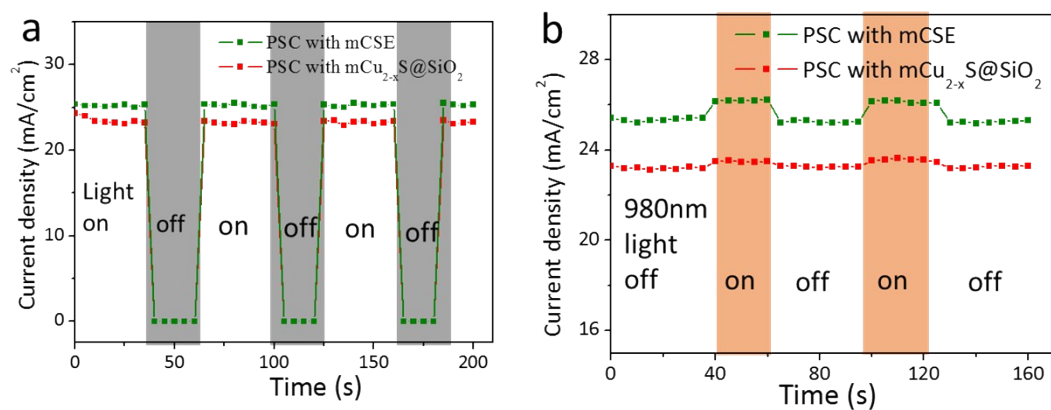 a
PSC with mCSE
PSC with mCu₂₋ₓS@SiO₂
Current density (mA/cm²)
30
20
10
0
Light
on
off
on
off
on
off
0
50
100
150
200
Time (s)
b
PSC with mCSE
PSC with mCu₂₋ₓS@SiO₂
Current density (mA/cm²)
28
24
20
16
980nm
light
off
on
off
on
off
0
40
80
120
160
Time (s)